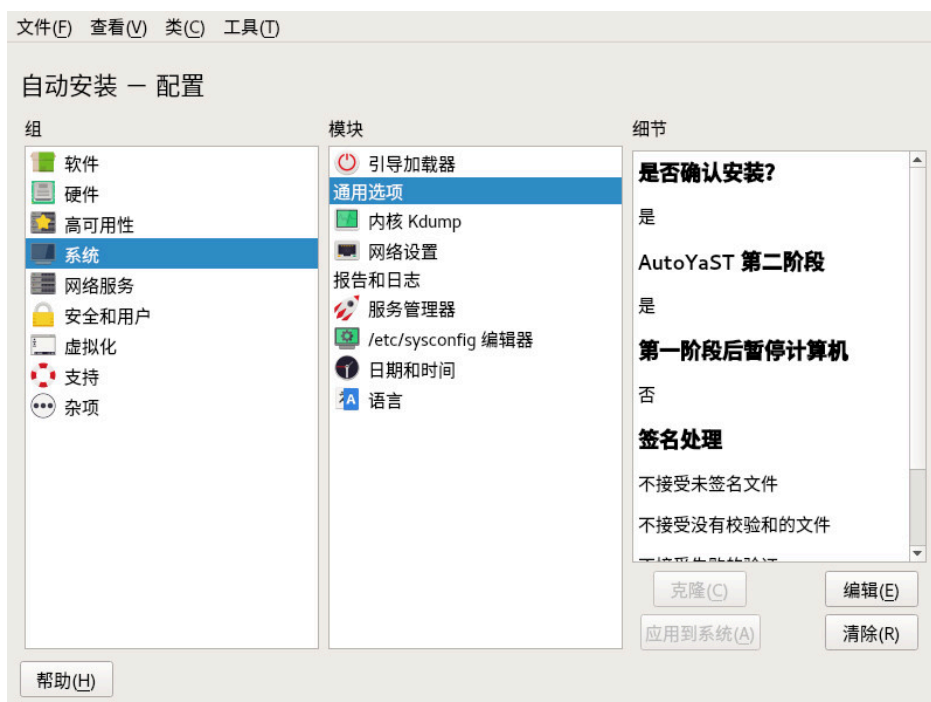 文件(F) 查看(V) 类(C) 工具(T)
自动安装 — 配置
组
软件
硬件
高可用性
系统
网络服务
安全和用户
虚拟化
支持
杂项
模块
引导加载器
通用选项
内核 Kdump
网络设置
报告和日志
服务管理器
/etc/sysconfig 编辑器
日期和时间
语言
细节
是否确认安装?
是
AutoYaST 第二阶段
是
第一阶段后暂停计算机
否
签名处理
不接受未签名文件
不接受没有校验和的文件
克隆(C) 编辑(E)
应用到系统(A) 清除(R)
帮助(H)